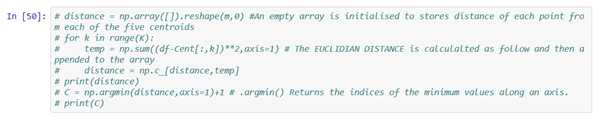 In [50]: # distance = np.array([]).reshape(m,0) #An empty array is initialised to stores distance of each point fro
m each of the five centroids
# for k in range(K):
#     temp = np.sum((df-Cent[:,k])**2,axis=1) # The EUCLIDIAN DISTANCE is calculalted as follow and then a
ppended to the array
#     distance = np.c_[distance,temp]
# print(distance)
# C = np.argmin(distance,axis=1)+1 # .argmin() Returns the indices of the minimum values along an axis.
# print(C)